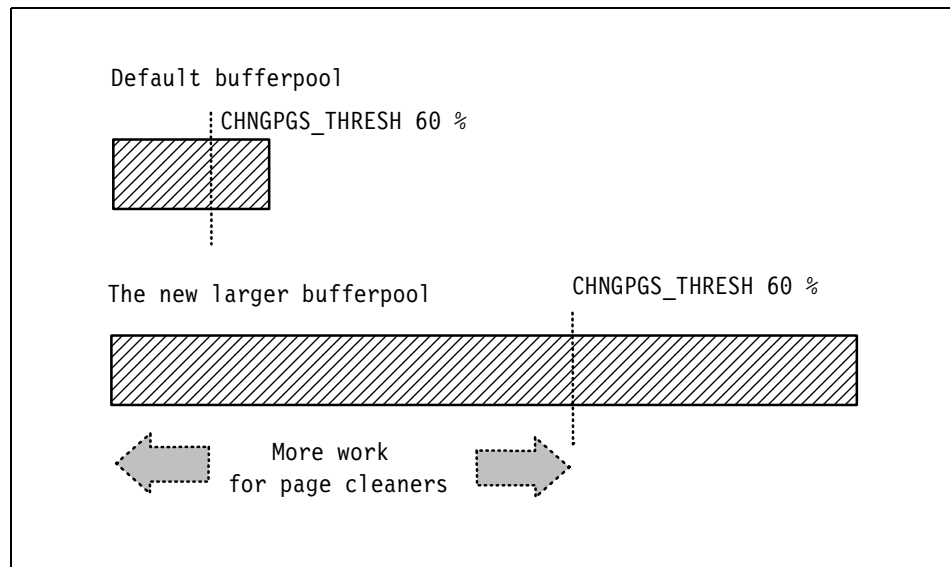 Default bufferpool
CHNGPGS_THRESH 60 %
CHNGPGS_THRESH 60 %
The new larger bufferpool
More work
for page cleaners